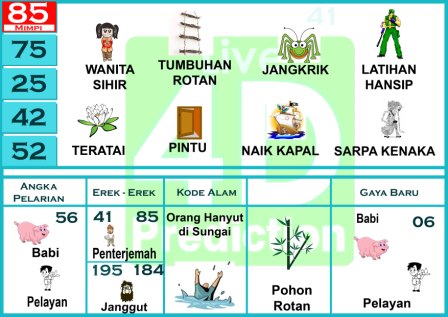 85
MIMPI
41
75
25
42
52
WANITA
SIHIR
TUMBUHAN
ROTAN
JANGKRIK
LATIHAN
HANSIP
TERATAI
PINTU
NAIK KAPAL
SARPA KENAKA
Live
4D
Prediction
ANGKA
PELARIAN
EREK - EREK
KODE ALAM
GAYA BARU
56
Babi
Pelayan
41 85
Penterjemah
195 184
Janggut
Orang Hanyut
di Sungai
Pohon
Rotan
Babi
06
Pelayan